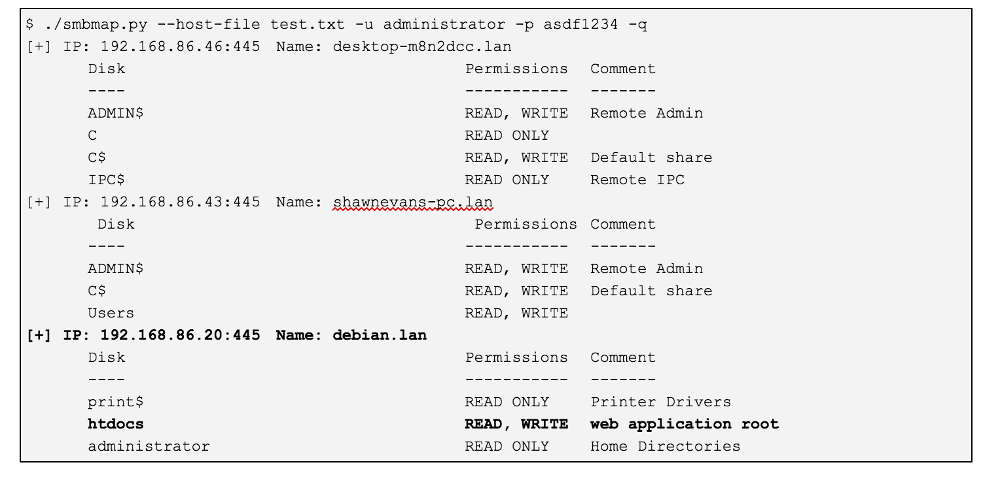 $ ./smbmap.py --host-file test.txt -u administrator -p asdf1234 -q
[+] IP: 192.168.86.46:445 Name: desktop-m8n2dcc.lan
Disk Permissions Comment
---- ----------- -------
ADMIN$ READ, WRITE Remote Admin
C READ ONLY
C$ READ, WRITE Default share
IPC$ READ ONLY Remote IPC
[+] IP: 192.168.86.43:445 Name: shawnevans-pc.lan
Disk Permissions Comment
---- ----------- -------
ADMIN$ READ, WRITE Remote Admin
C$ READ, WRITE Default share
Users READ, WRITE
[+] IP: 192.168.86.20:445 Name: debian.lan
Disk Permissions Comment
---- ----------- -------
print$ READ ONLY Printer Drivers
htdocs READ, WRITE web application root
administrator READ ONLY Home Directories